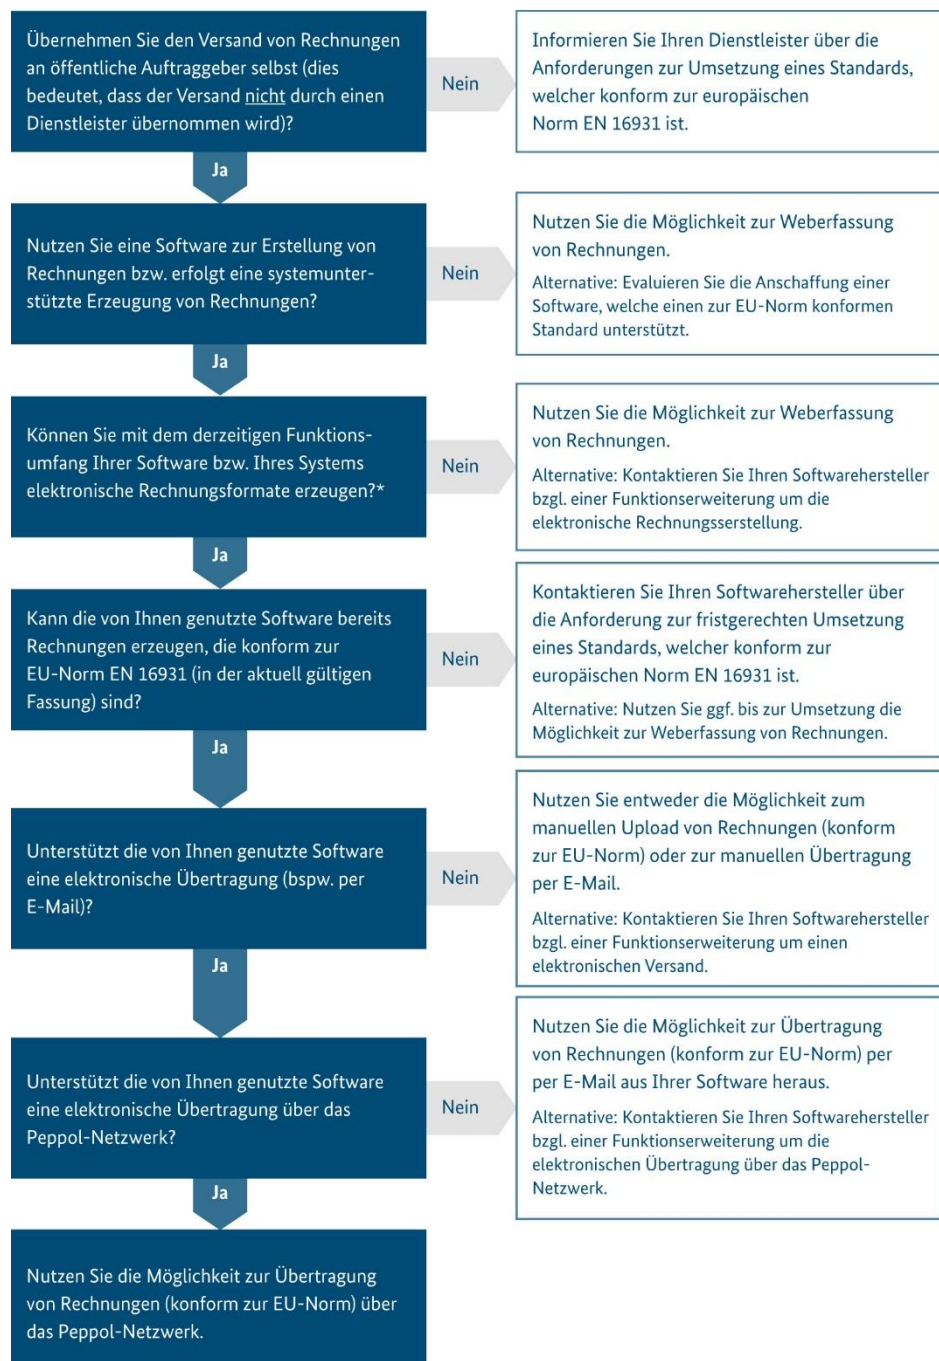 Übernehmen Sie den Versand von Rechnungen
an öffentliche Auftraggeber selbst (dies
bedeutet, dass der Versand nicht durch einen
Dienstleister übernommen wird)?
Nein
Informieren Sie Ihren Dienstleister über die
Anforderungen zur Umsetzung eines Standards,
welcher konform zur europäischen
Norm EN 16931 ist.
Ja
Nutzen Sie eine Software zur Erstellung von
Rechnungen bzw. erfolgt eine systemunter-
stützte Erzeugung von Rechnungen?
Nein
Nutzen Sie die Möglichkeit zur Weberfassung
von Rechnungen.
Alternative: Evaluieren Sie die Anschaffung einer
Software, welche einen zur EU-Norm konformen
Standard unterstützt.
Ja
Können Sie mit dem derzeitigen Funktions-
umfang Ihrer Software bzw. Ihres Systems
elektronische Rechnungsformate erzeugen?*
Nein
Nutzen Sie die Möglichkeit zur Weberfassung
von Rechnungen.
Alternative: Kontaktieren Sie Ihren Softwarehersteller
bzgl. einer Funktionserweiterung um die
elektronische Rechnungsserstellung.
Ja
Kann die von Ihnen genutzte Software bereits
Rechnungen erzeugen, die konform zur
EU-Norm EN 16931 (in der aktuell gültigen
Fassung) sind?
Nein
Kontaktieren Sie Ihren Softwarehersteller über
die Anforderung zur fristgerechten Umsetzung
eines Standards, welcher konform zur
europäischen Norm EN 16931 ist.
Alternative: Nutzen Sie ggf. bis zur Umsetzung die
Möglichkeit zur Weberfassung von Rechnungen.
Ja
Unterstützt die von Ihnen genutzte Software
eine elektronische Übertragung (bspw. per
E-Mail)?
Nein
Nutzen Sie entweder die Möglichkeit zum
manuellen Upload von Rechnungen (konform
zur EU-Norm) oder zur manuellen Übertragung
per E-Mail.
Alternative: Kontaktieren Sie Ihren Softwarehersteller
bzgl. einer Funktionserweiterung um einen
elektronischen Versand.
Ja
Unterstützt die von Ihnen genutzte Software
eine elektronische Übertragung über das
Peppol-Netzwerk?
Nein
Nutzen Sie die Möglichkeit zur Übertragung
von Rechnungen (konform zur EU-Norm) per
per E-Mail aus Ihrer Software heraus.
Alternative: Kontaktieren Sie Ihren Softwarehersteller
bzgl. einer Funktionserweiterung um die
elektronischen Übertragung über das Peppol-
Netzwerk.
Ja
Nutzen Sie die Möglichkeit zur Übertragung
von Rechnungen (konform zur EU-Norm) über
das Peppol-Netzwerk.